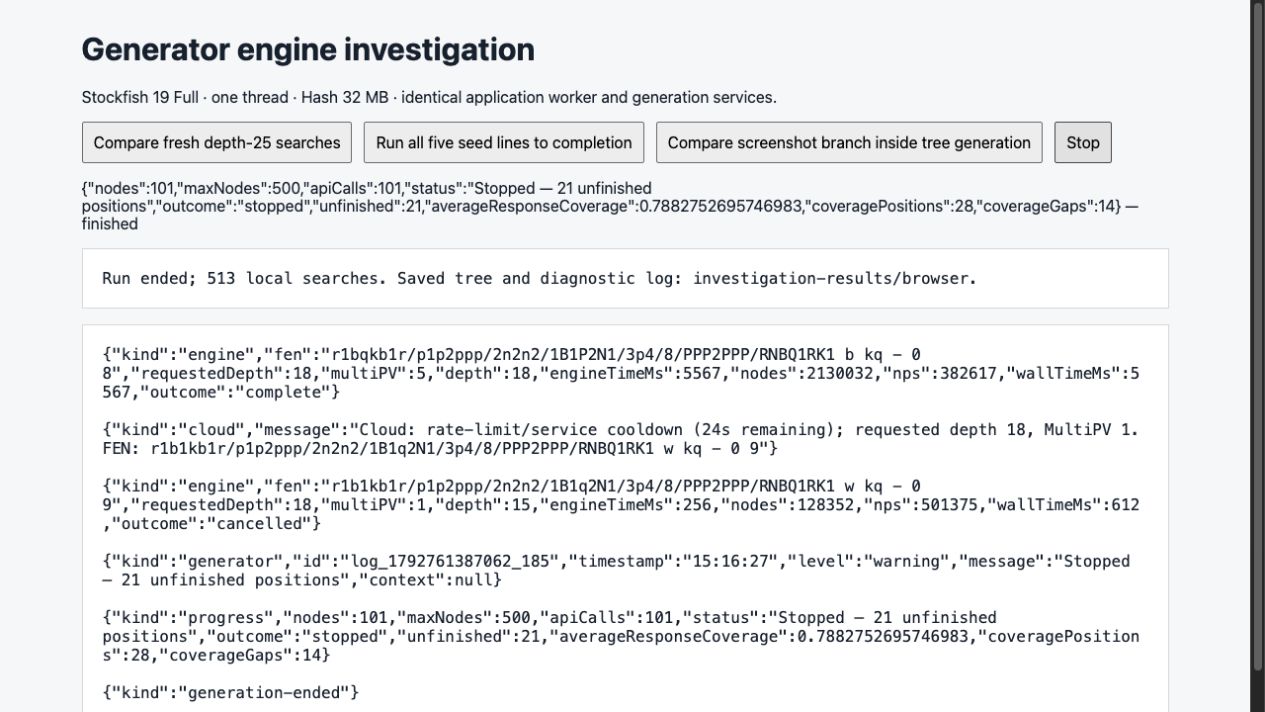 Generator engine investigation
Stockfish 19 Full · one thread · Hash 32 MB · identical application worker and generation services.
Compare fresh depth-25 searches
Run all five seed lines to completion
Compare screenshot branch inside tree generation
Stop
{"nodes":101,"maxNodes":500,"apiCalls":101,"status":"Stopped — 21 unfinished
positions","outcome":"stopped","unfinished":21,"averageResponseCoverage":0.7882752695746983,"coveragePositions":28,"coverageGaps":14} —
finished
Run ended; 513 local searches. Saved tree and diagnostic log: investigation-results/browser.
{"kind":"engine","fen":"r1bqkb1r/p1p2ppp/2n2n2/1B1P2N1/3p4/8/PPP2PPP/RNBQ1RK1 b kq - 0
8","requestedDepth":18,"multiPV":5,"depth":18,"engineTimeMs":5567,"nodes":2130032,"nps":382617,"wallTimeMs":5
567,"outcome":"complete"}
{"kind":"cloud","message":"Cloud: rate-limit/service cooldown (24s remaining); requested depth 18, MultiPV 1.
FEN: r1b1kb1r/p1p2ppp/2n2n2/1B1q2N1/3p4/8/PPP2PPP/RNBQ1RK1 w kq - 0 9"}
{"kind":"engine","fen":"r1b1kb1r/p1p2ppp/2n2n2/1B1q2N1/3p4/8/PPP2PPP/RNBQ1RK1 w kq - 0
9","requestedDepth":18,"multiPV":1,"depth":15,"engineTimeMs":256,"nodes":128352,"nps":501375,"wallTimeMs":612
,"outcome":"cancelled"}
{"kind":"generator","id":"log_1792761387062_185","timestamp":"15:16:27","level":"warning","message":"Stopped
— 21 unfinished positions","context":null}
{"kind":"progress","nodes":101,"maxNodes":500,"apiCalls":101,"status":"Stopped — 21 unfinished
positions","outcome":"stopped","unfinished":21,"averageResponseCoverage":0.7882752695746983,"coveragePosition
s":28,"coverageGaps":14}
{"kind":"generation-ended"}